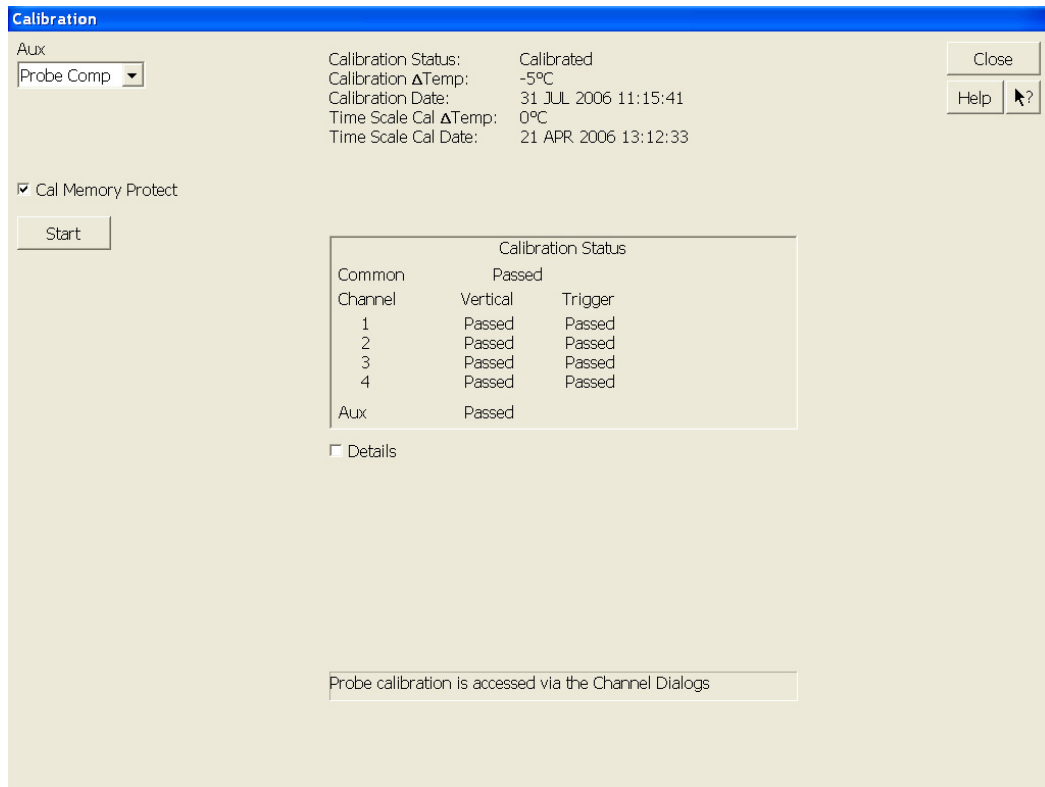 Calibration
Aux
Probe Comp
Calibration Status: Calibrated
Calibration ΔTemp: -5ºC
Calibration Date: 31 JUL 2006 11:15:41
Time Scale Cal ΔTemp: 0ºC
Time Scale Cal Date: 21 APR 2006 13:12:33
Close
Help ?
Cal Memory Protect
Start
Calibration Status
Common Passed
Channel Vertical Trigger
1 Passed Passed
2 Passed Passed
3 Passed Passed
4 Passed Passed
Aux Passed
Details
Probe calibration is accessed via the Channel Dialogs